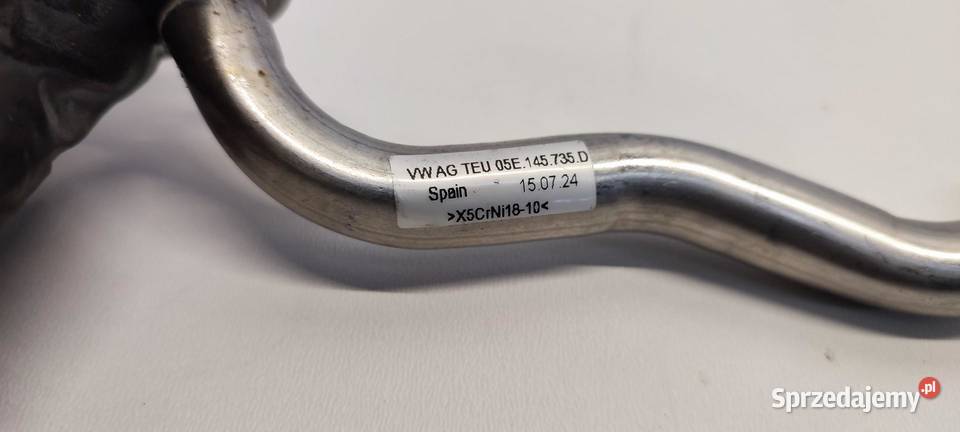 VW AG TEU 05E.145.735.D
Spain 15.07.24
>X5CrNi18-10<
Sprzedajemy.pl